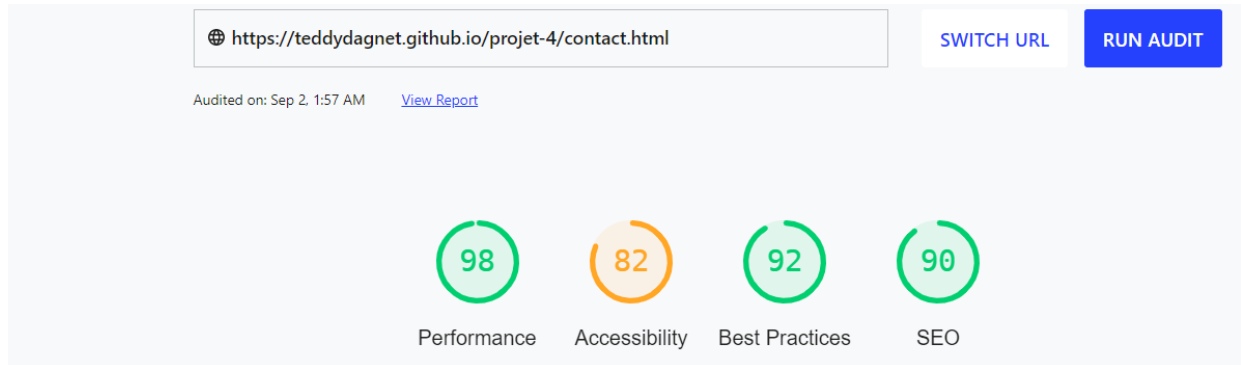 https://teddydagnet.github.io/projet-4/contact.html SWITCH URL RUN AUDIT
Audited on: Sep 2, 1:57 AM View Report
98 82 92 90
Performance Accessibility Best Practices SEO